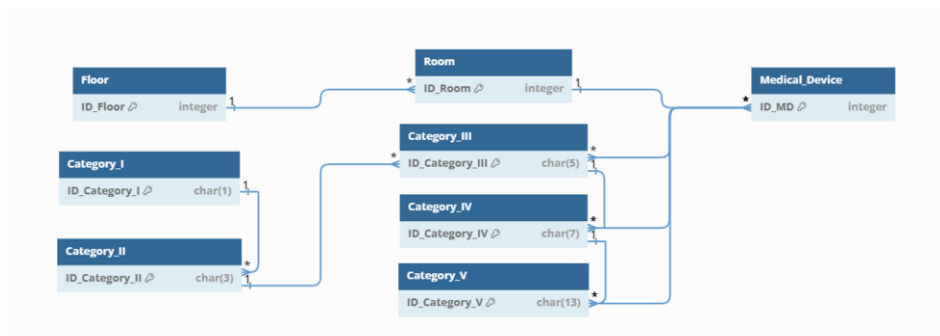 Floor
ID_Floor integer
1
*
Room
ID_Room integer
1
*
Medical_Device
ID_MD integer
Category_I
ID_Category_I char(1)
1
*
Category_II
ID_Category_II char(3)
1
*
Category_III
ID_Category_III char(5)
*
1
Category_IV
ID_Category_IV char(7)
*
1
Category_V
ID_Category_V char(13)
*